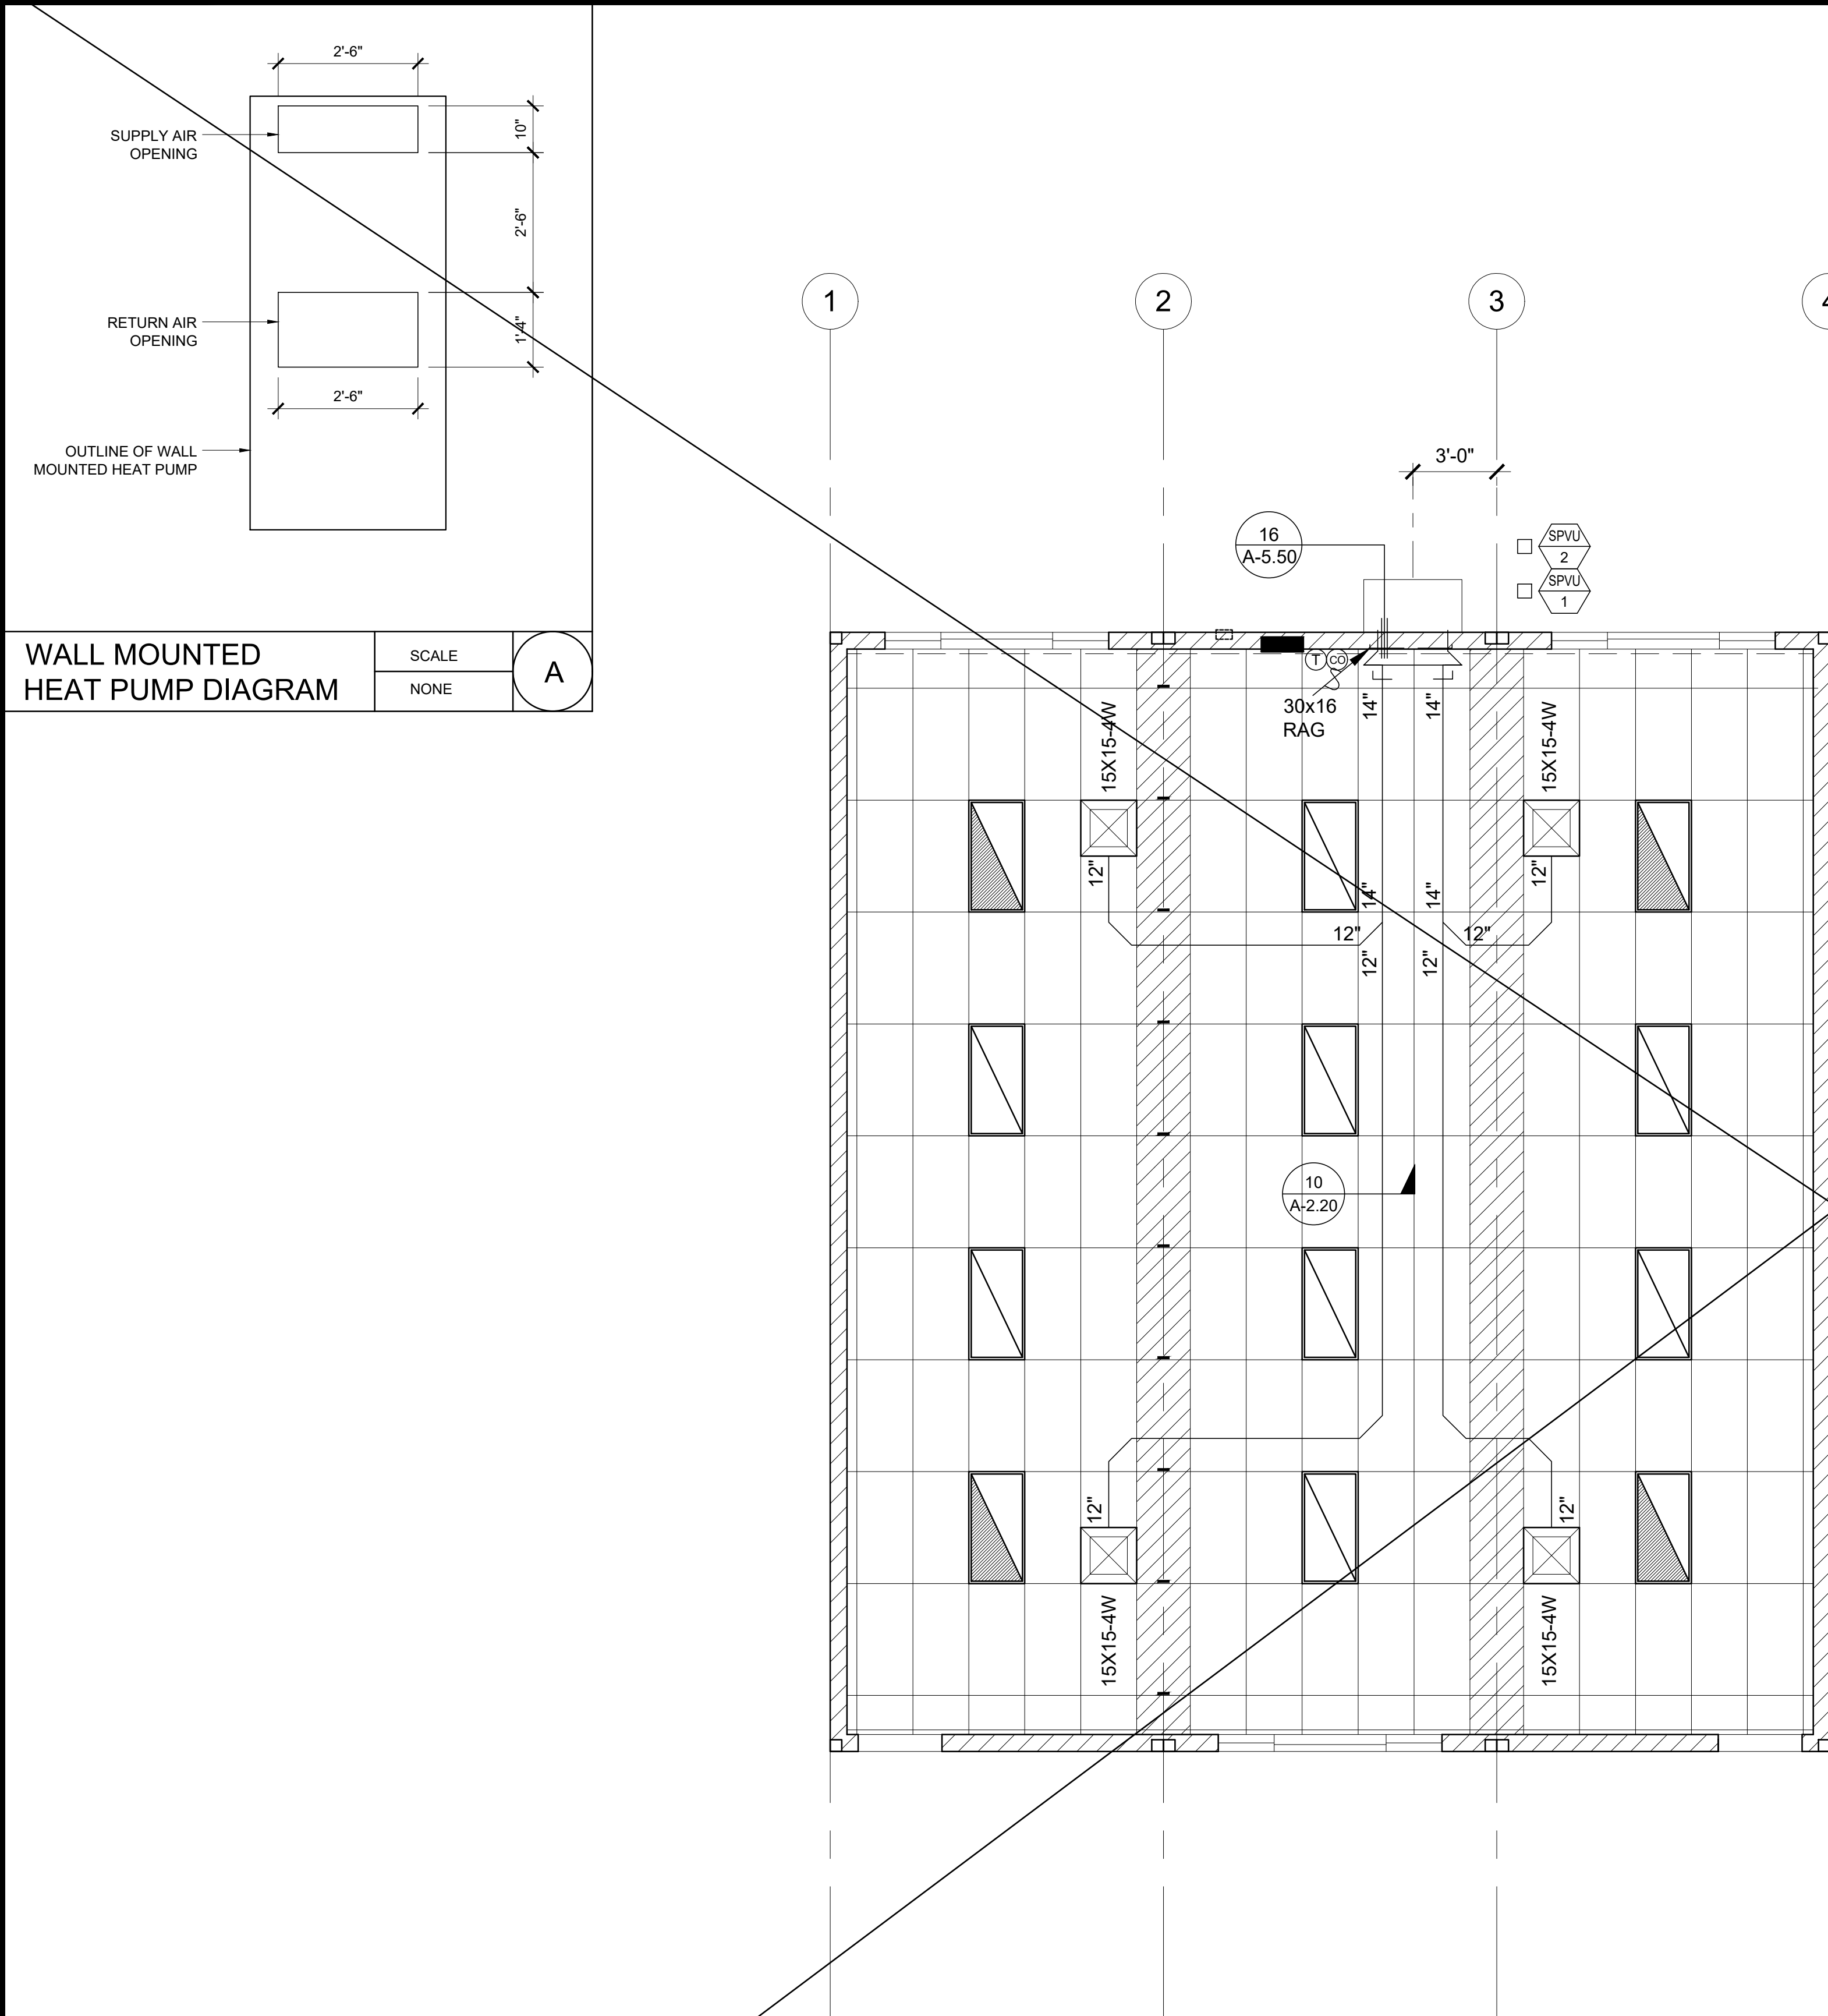 2'-6"
SUPPLY AIR
OPENING
10"
2'-6"
RETURN AIR
OPENING
1'-4"
2'-6"
OUTLINE OF WALL
MOUNTED HEAT PUMP
WALL MOUNTED
HEAT PUMP DIAGRAM
SCALE
NONE
A
1
2
3
4
3'-0"
16
A-5.50
SPVU
2
SPVU
1
T
CO
30x16
RAG
14"
14"
15X15-4W
15X15-4W
12"
14"
14"
12"
12"
12"
12"
12"
10
A-2.20
12"
12"
15X15-4W
15X15-4W